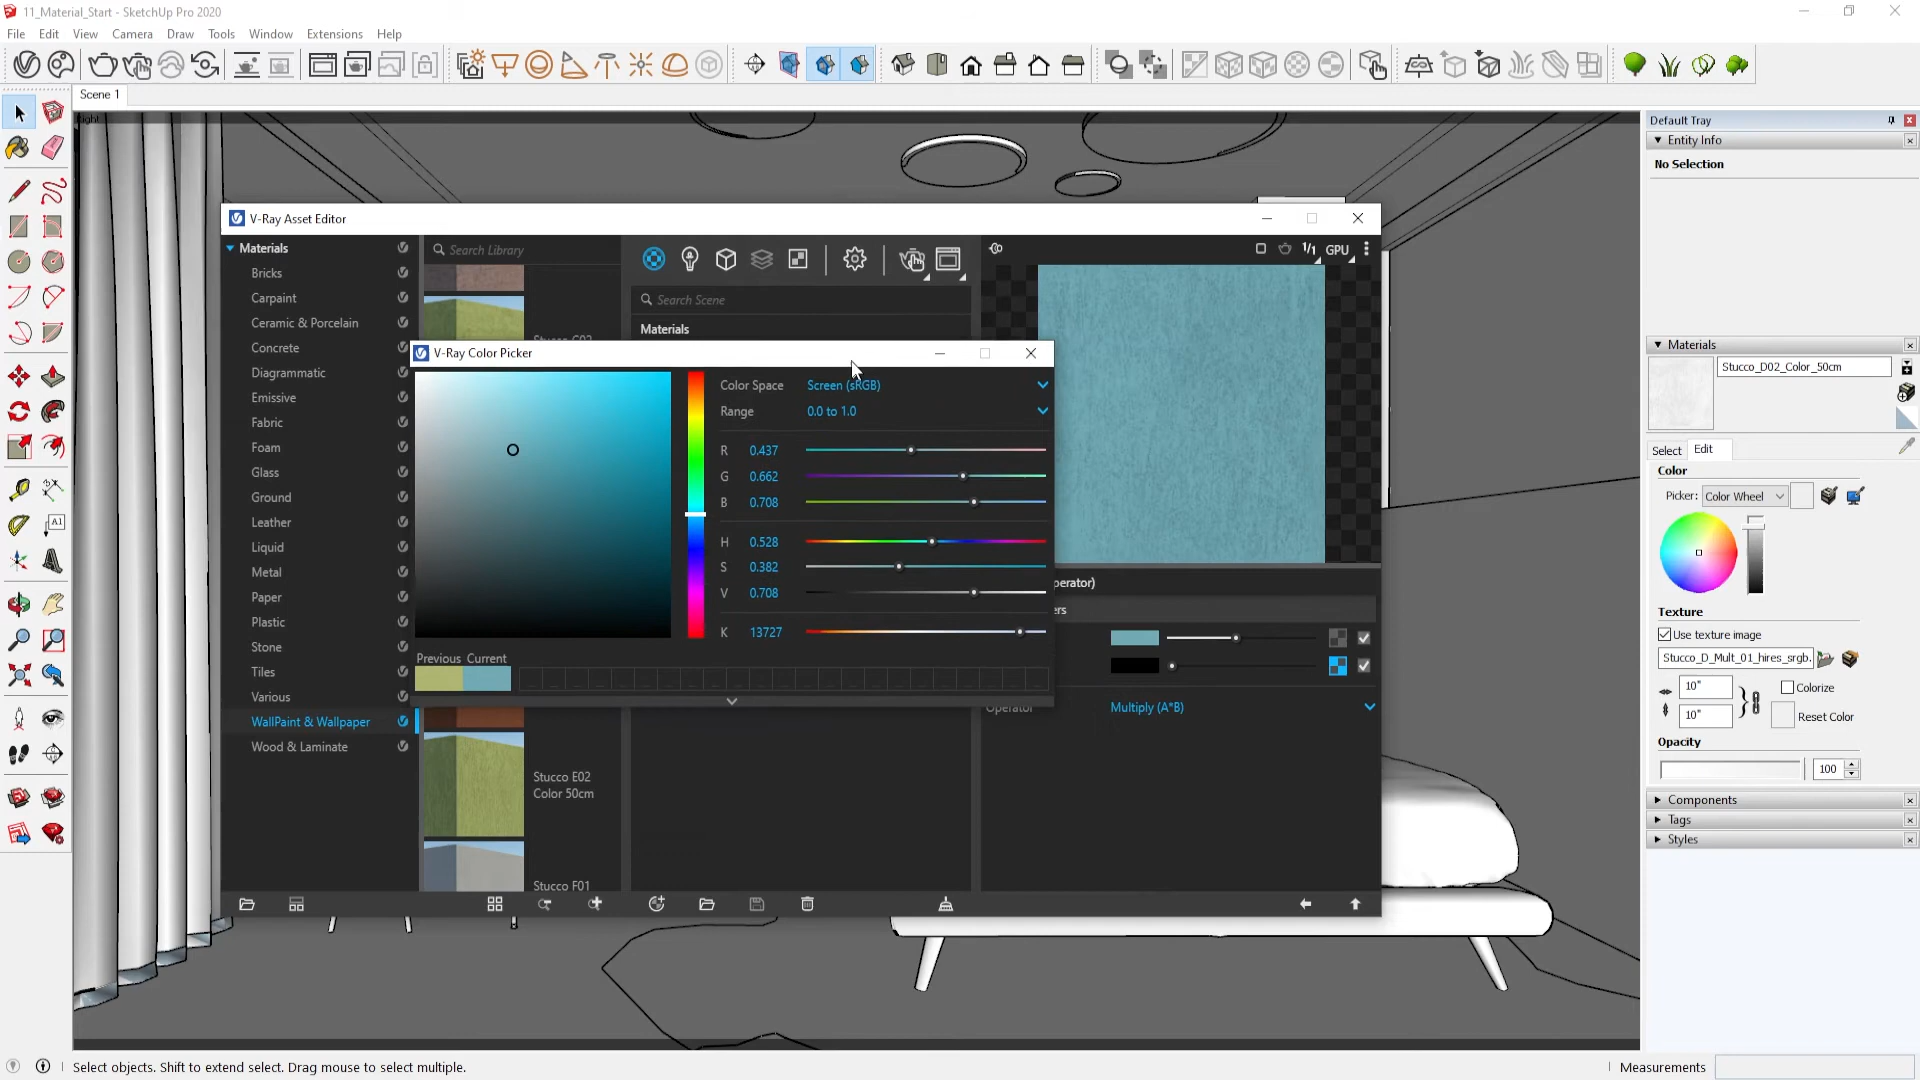 11_Material_Start - SketchUp Pro 2020
File Edit View Camera Draw Tools Window Extensions Help
Scene 1
Default Tray
Entity Info
No Selection
V-Ray Asset Editor
Materials
Search Library
1/1 GPU
Bricks
Carpaint
Search Scene
Ceramic & Porcelain
Materials
Concrete
V-Ray Color Picker
Diagrammatic
Emissive
Fabric
Foam
Glass
Ground
Leather
Liquid
Metal
Paper
Plastic
Stone
Tiles
Various
WallPaint & Wallpaper
Wood & Laminate
Color Space Screen (sRGB)
Range 0.0 to 1.0
R 0.437
G 0.662
B 0.708
H 0.528
S 0.382
V 0.708
K 13727
Previous Current
perator)
ers
Operator Multiply (A*B)
Stucco E02
Color 50cm
Stucco F01
Materials
Stucco_D02_Color_50cm
Select Edit
Color
Picker: Color Wheel
Texture
Use texture image
Stucco_D_Mult_01_hires_srgb.
10"
Colorize
10"
Reset Color
Opacity
100
Components
Tags
Styles
Select objects. Shift to extend select. Drag mouse to select multiple.
Measurements